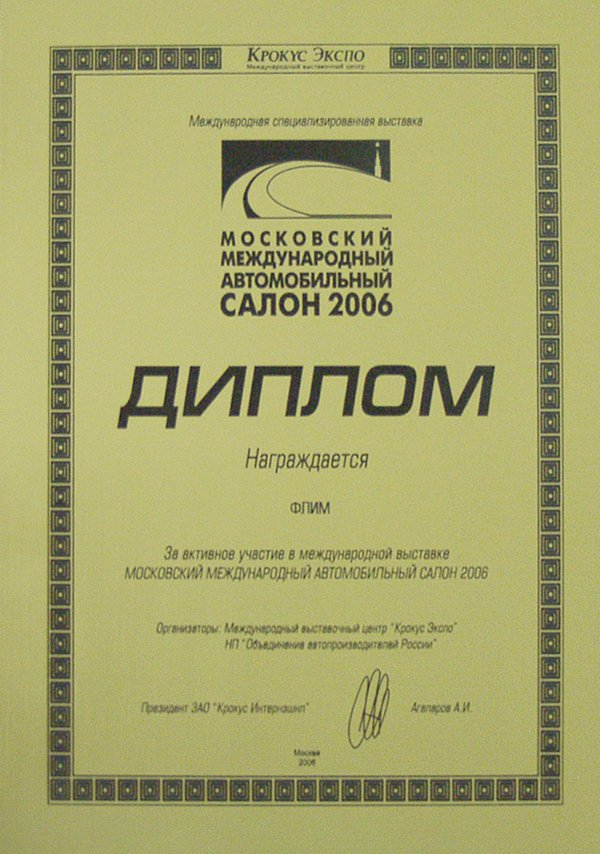 КРОКУС ЭКСПО
Международный выставочный центр
Международная специализированная выставка
МОСКОВСКИЙ
МЕЖДУНАРОДНЫЙ
АВТОМОБИЛЬНЫЙ
САЛОН 2006
ДИПЛОМ
Награждается
ФЛИМ
За активное участие в международной выставке
МОСКОВСКИЙ МЕЖДУНАРОДНЫЙ АВТОМОБИЛЬНЫЙ САЛОН 2006
Организаторы: Международный выставочный центр "Крокус Экспо"
НП "Объединение автопроизводителей России"
Президент ЗАО "Крокус Интернэшнл" Агаларов А.И.
Москва
2006